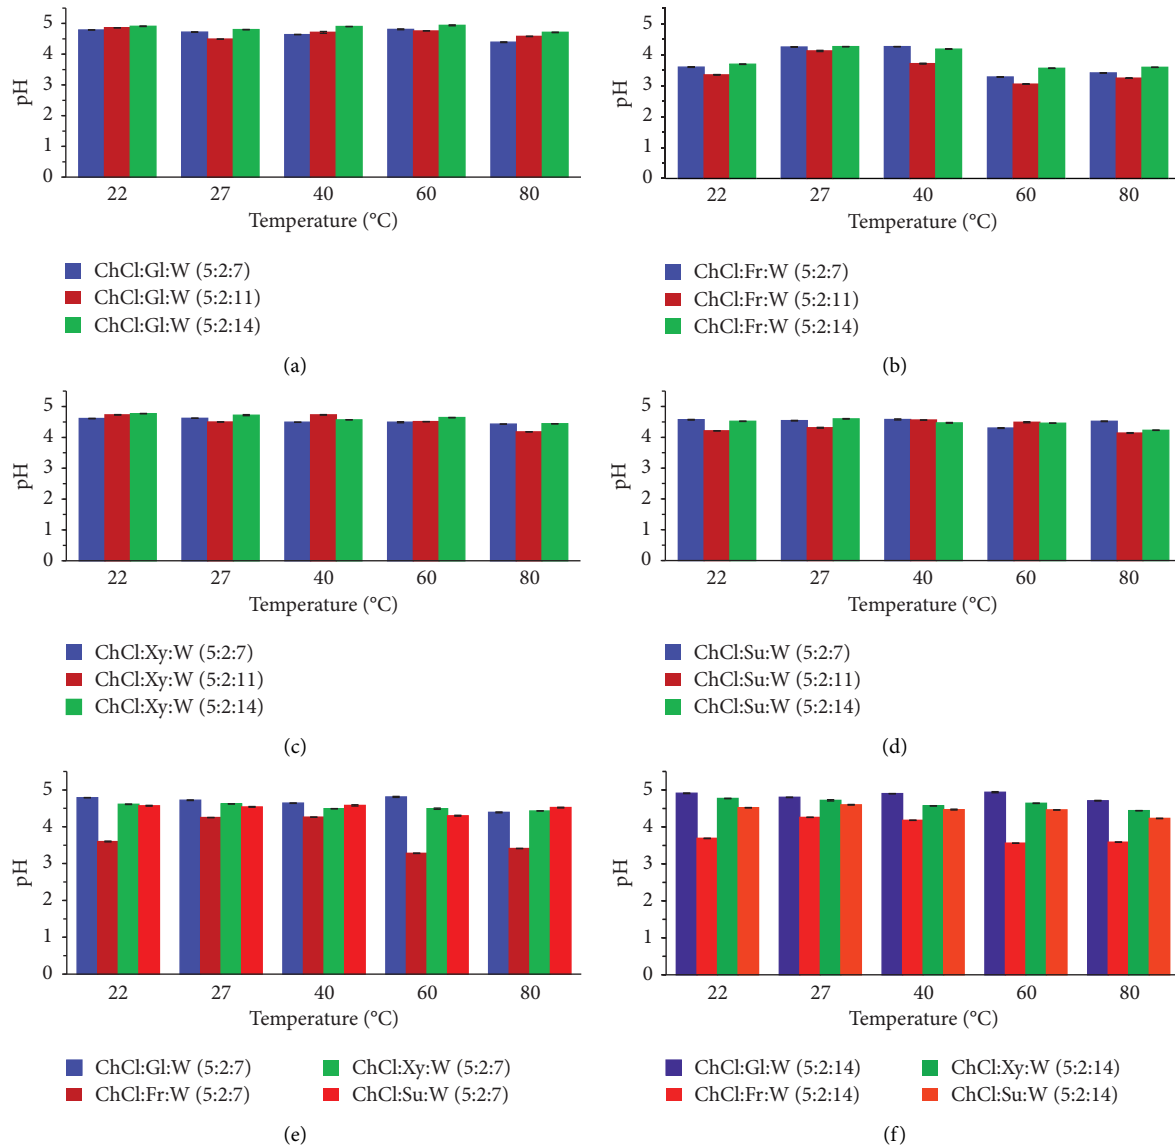 5
4
3
2
1
0
pH
22 27 40 60 80
Temperature (°C)
ChCl:Gl:W (5:2:7)
ChCl:Gl:W (5:2:11)
ChCl:Gl:W (5:2:14)
(a)
5
4
3
2
1
0
pH
22 27 40 60 80
Temperature (°C)
ChCl:Fr:W (5:2:7)
ChCl:Fr:W (5:2:11)
ChCl:Fr:W (5:2:14)
(b)
5
4
3
2
1
0
pH
22 27 40 60 80
Temperature (°C)
ChCl:Xy:W (5:2:7)
ChCl:Xy:W (5:2:11)
ChCl:Xy:W (5:2:14)
(c)
5
4
3
2
1
0
pH
22 27 40 60 80
Temperature (°C)
ChCl:Su:W (5:2:7)
ChCl:Su:W (5:2:11)
ChCl:Su:W (5:2:14)
(d)
5
4
3
2
1
0
pH
22 27 40 60 80
Temperature (°C)
ChCl:Gl:W (5:2:7) ChCl:Xy:W (5:2:7)
ChCl:Fr:W (5:2:7) ChCl:Su:W (5:2:7)
(e)
5
4
3
2
1
0
pH
22 27 40 60 80
Temperature (°C)
ChCl:Gl:W (5:2:14) ChCl:Xy:W (5:2:14)
ChCl:Fr:W (5:2:14) ChCl:Su:W (5:2:14)
(f)